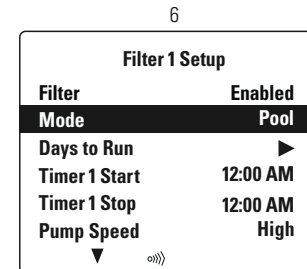 6
Filter 1 Setup
Filter Enabled
Mode Pool
Days to Run
Timer 1 Start 12:00 AM
Timer 1 Stop 12:00 AM
Pump Speed High